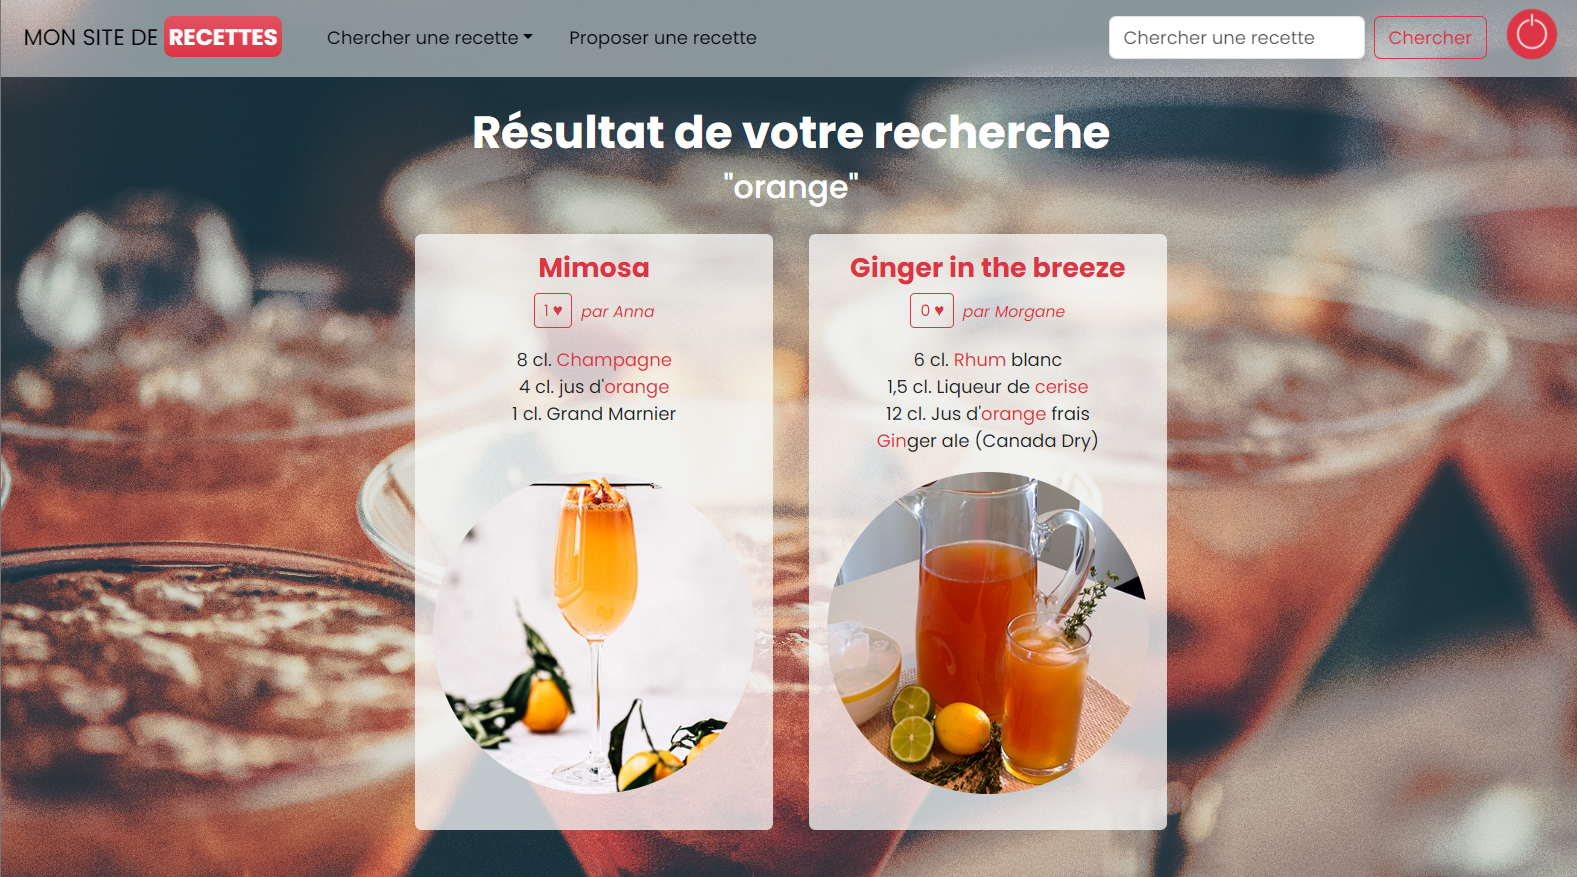 MON SITE DE RECETTES Chercher une recette Proposer une recette Chercher une recette Chercher
Résultat de votre recherche
"orange"
Mimosa
1 ♥ par Anna
8 cl. Champagne
4 cl. jus d'orange
1 cl. Grand Marnier
Ginger in the breeze
0 ♥ par Morgane
6 cl. Rhum blanc
1,5 cl. Liqueur de cerise
12 cl. Jus d'orange frais
Ginger ale (Canada Dry)